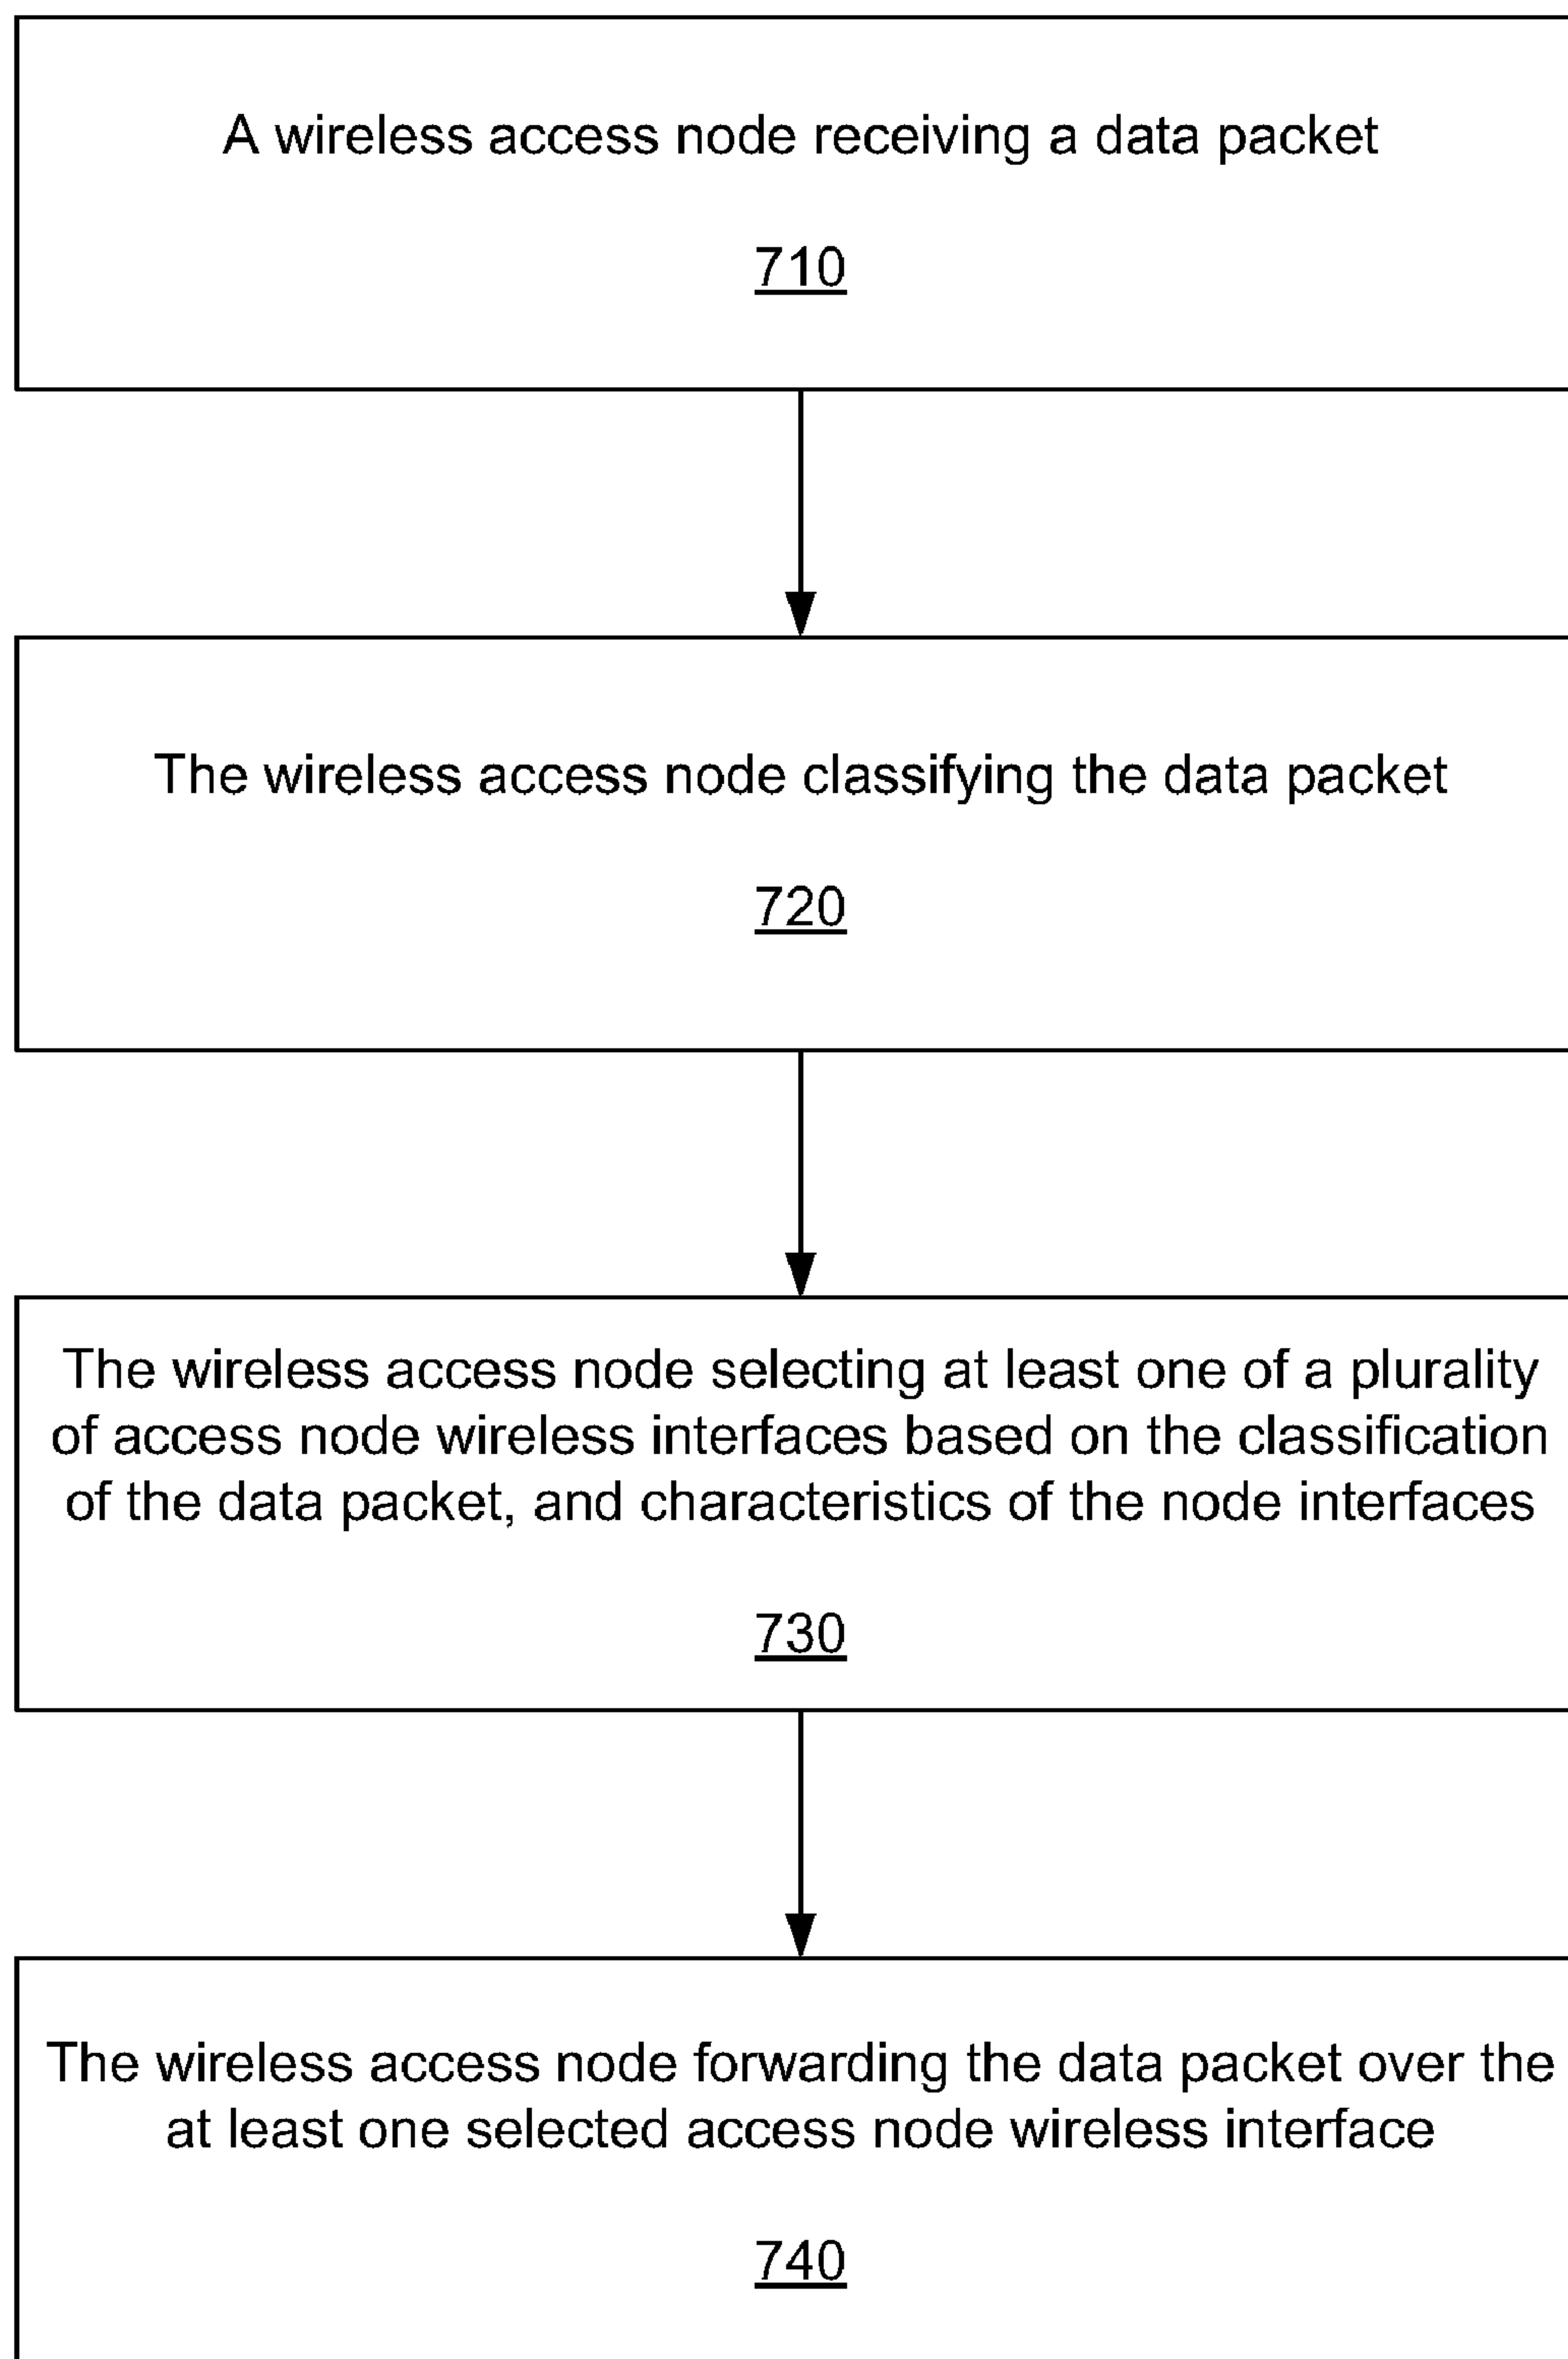 A wireless access node receiving a data packet
710
The wireless access node classifying the data packet
720
The wireless access node selecting at least one of a plurality
of access node wireless interfaces based on the classification
of the data packet, and characteristics of the node interfaces
730
The wireless access node forwarding the data packet over the
at least one selected access node wireless interface
740